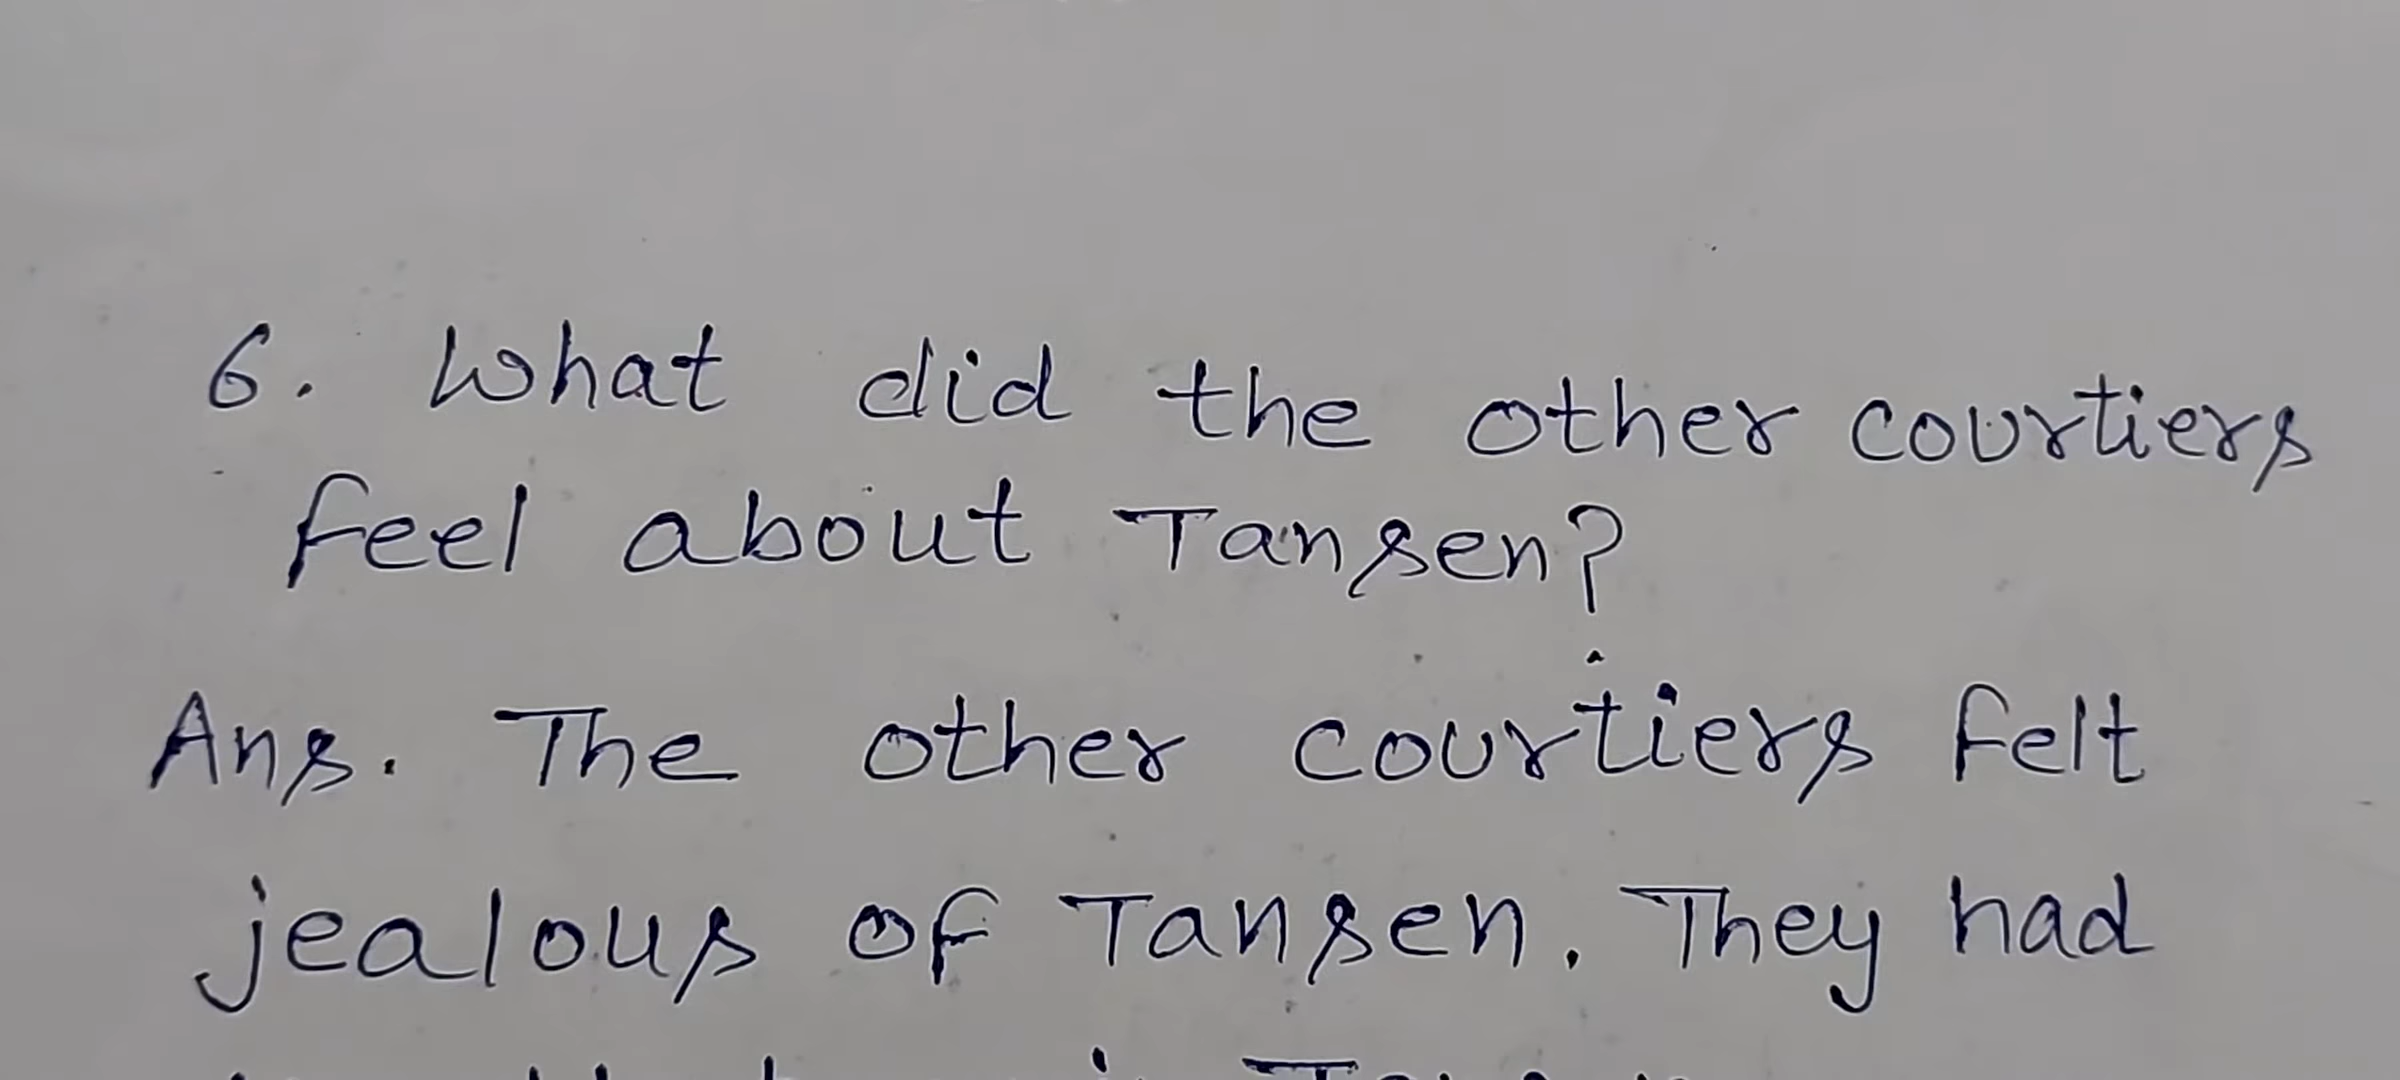 6. What did the other courtiers
feel about Tansen?
Ans. The other courtiers felt
jealous of Tansen. They had